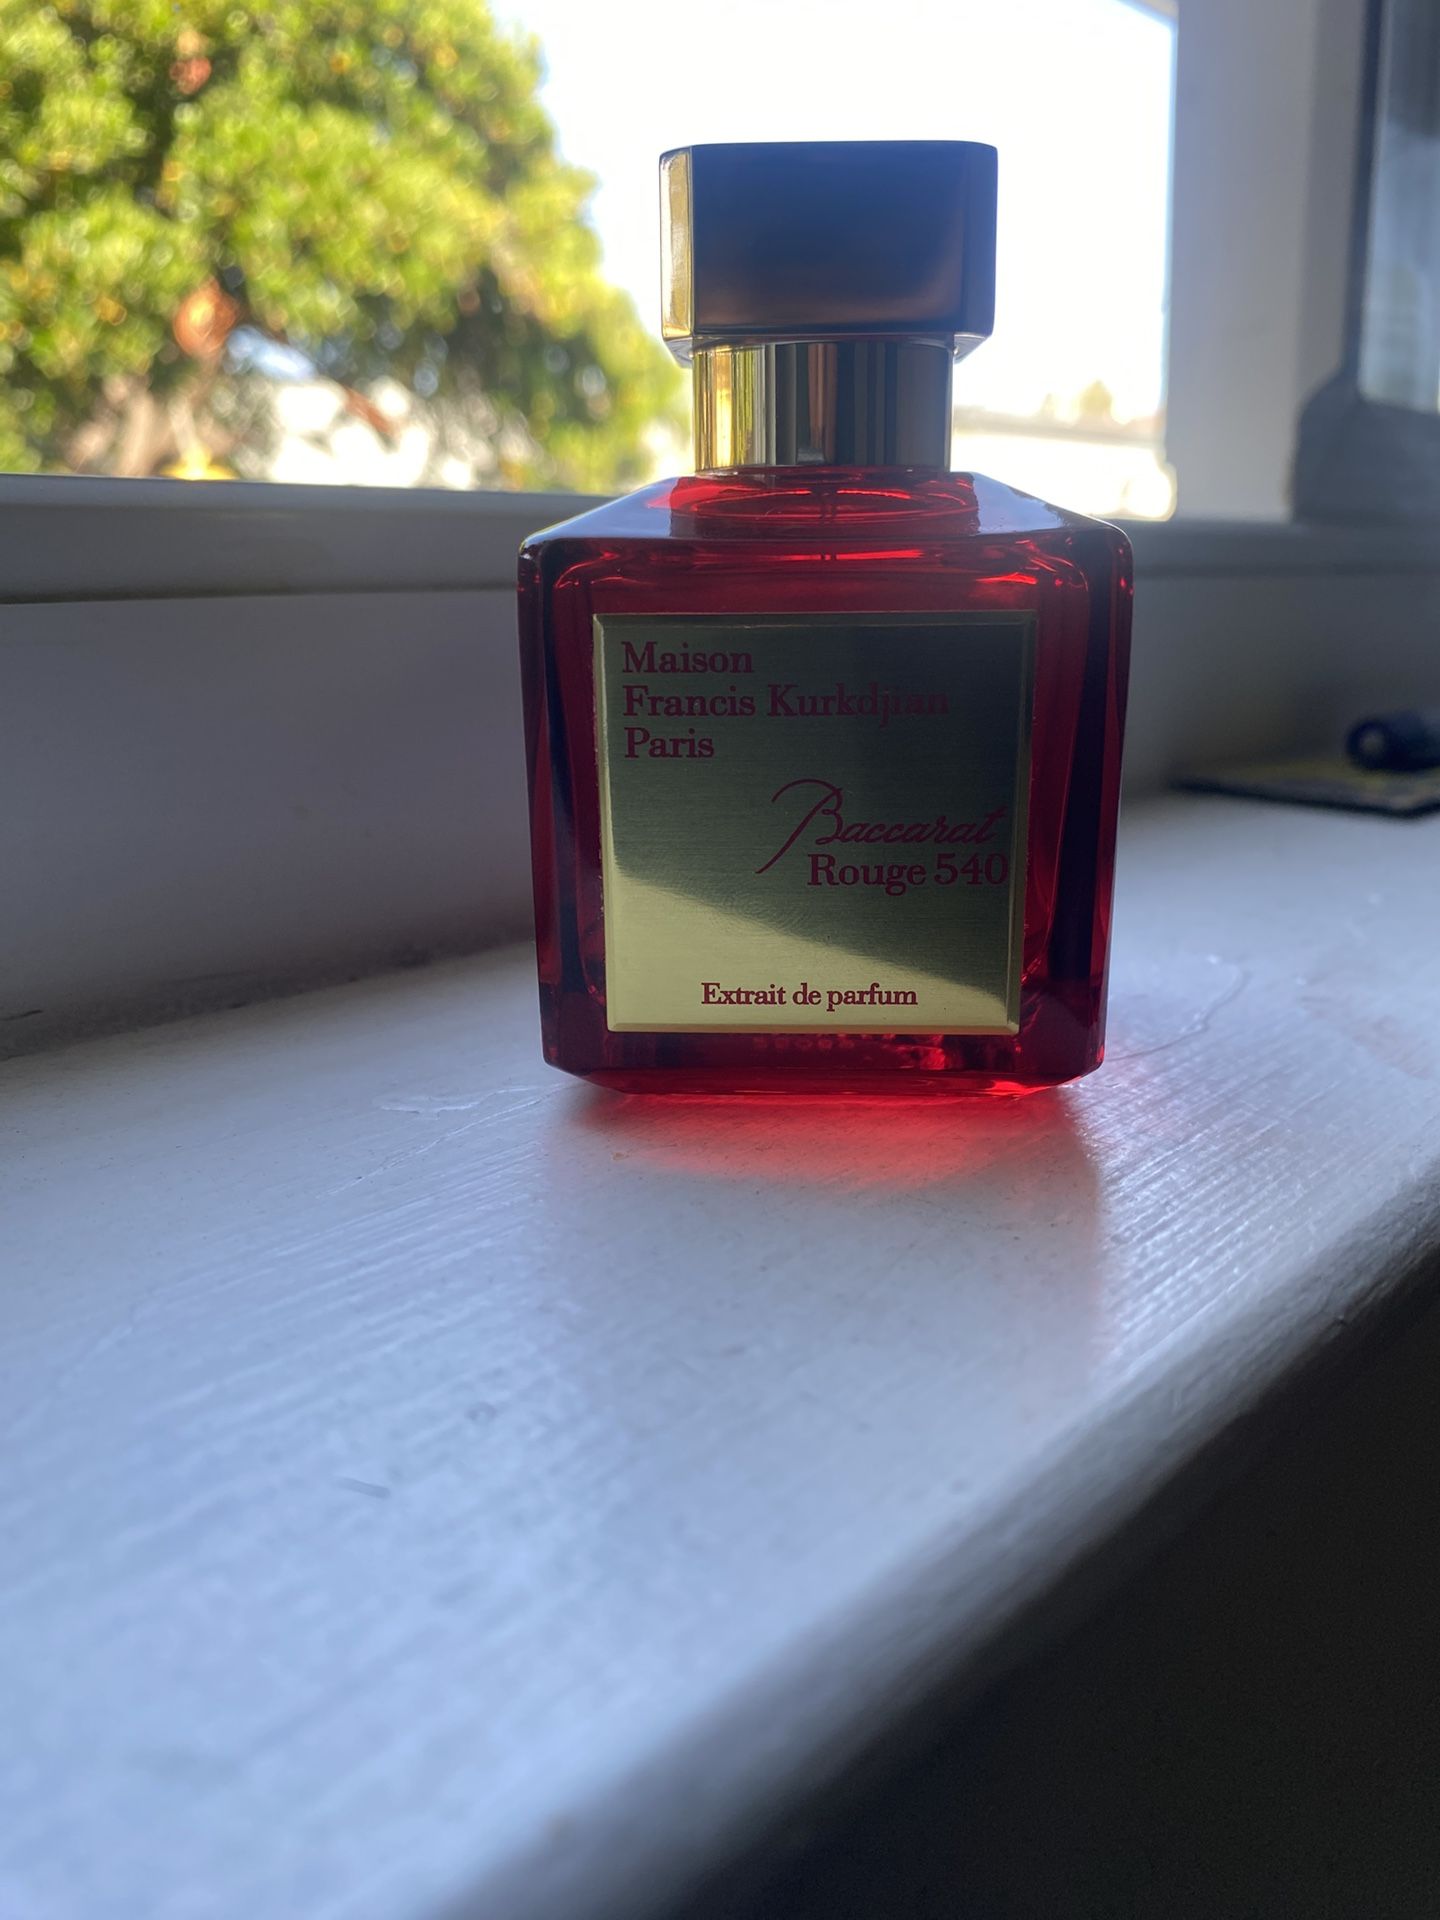 Maison
Francis Kurkdjian
Paris
Baccarat
Rouge 540
Extrait de parfum